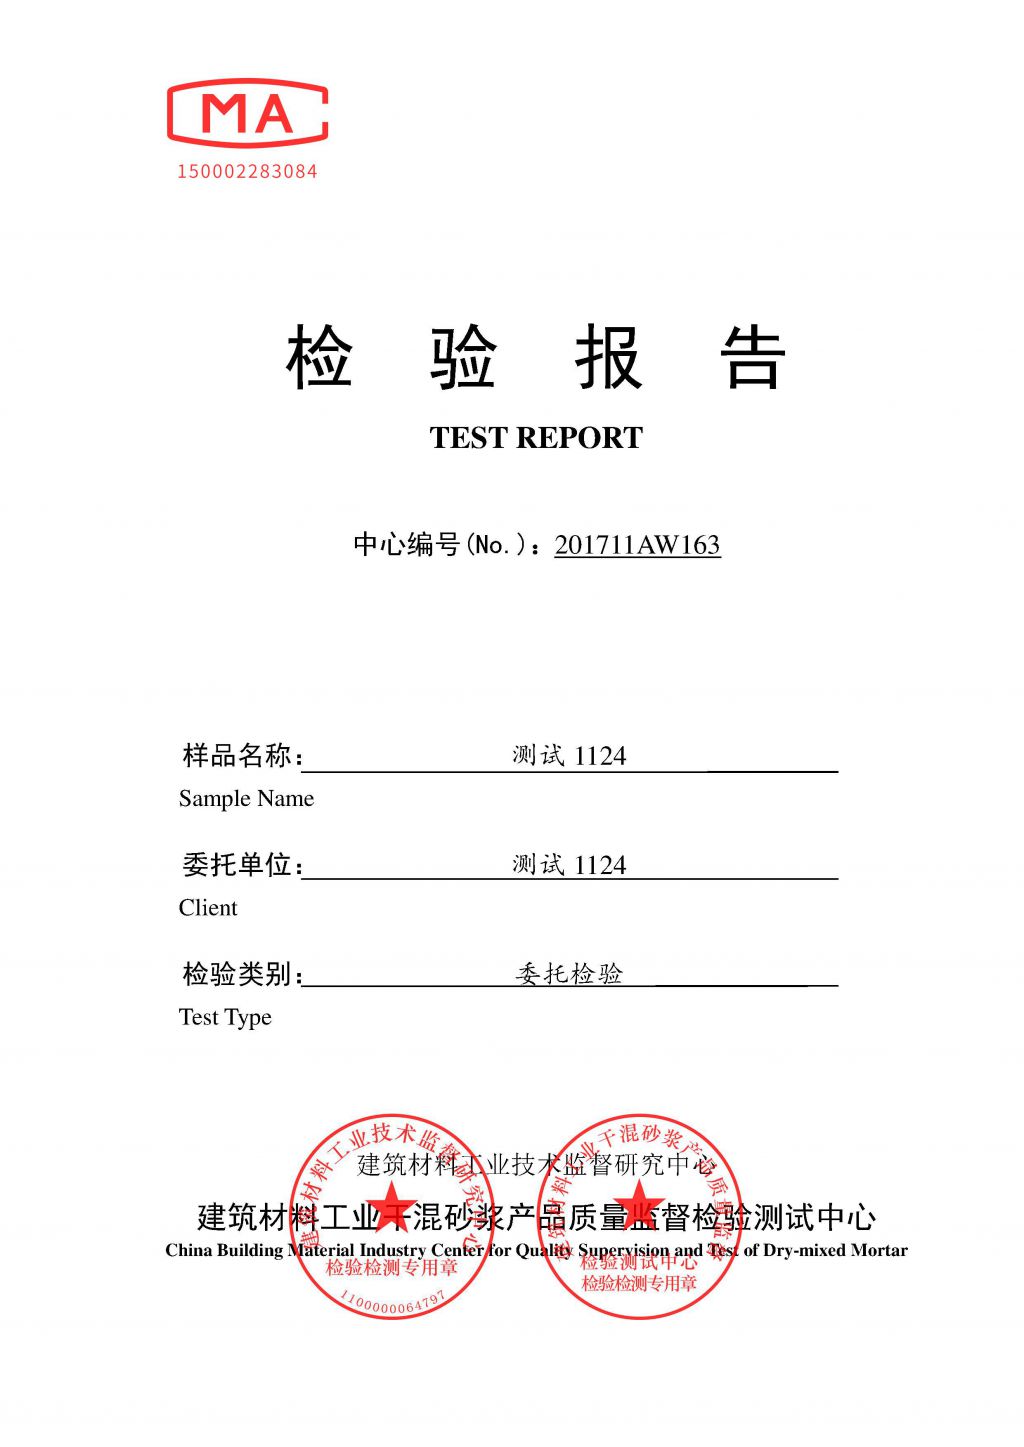 MA
150002283084
检 验 报 告
TEST REPORT
中心编号(No.): 201711AW163
样品名称: 测试 1124
Sample Name
委托单位: 测试 1124
Client
检验类别: 委托检验
Test Type
建筑材料工业技术监督研究中心
建筑材料工业干混砂浆产品质量监督检验测试中心
China Building Material Industry Center for Quality Supervision and Test of Dry-mixed Mortar
建筑材料工业技术监督研究中心
检验检测专用章
1100000064797
建筑材料工业干混砂浆产品质量监督
检验测试中心
检验检测专用章